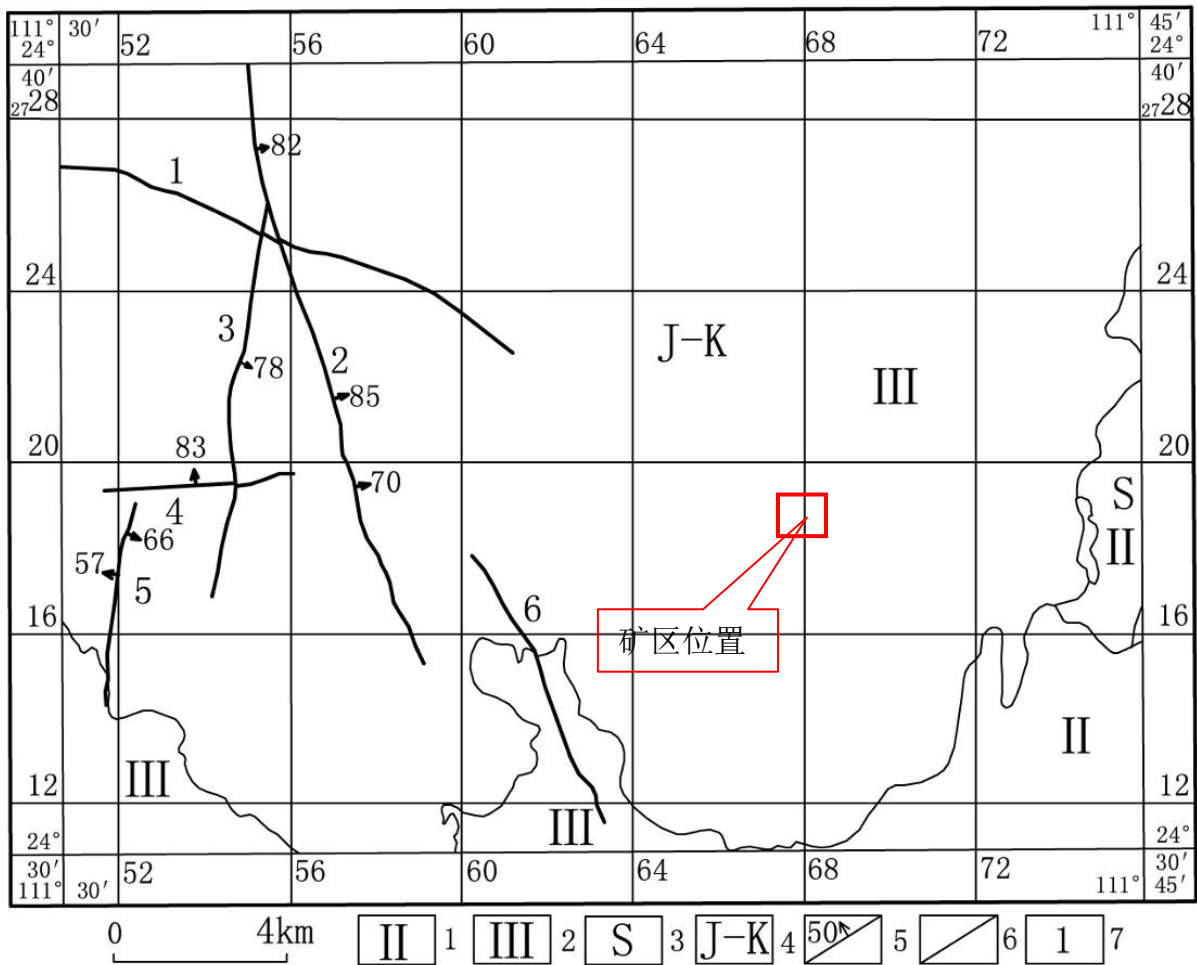 111° 30′ 52 56 60 64 68 72 111° 45′
24° 24°
40′ 40′
2728 28
82
1
24 24
3 2 J-K
78 III
85
20 83 20
70 S
4
66 II
57
5
6
16 矿区位置 16
II
III
12 III 12
24° 24°
30′ 52 56 60 64 68 72 30′
111° 30′ 111° 45′
0 4km II 1 III 2 S 3 J-K 4 50 5 6 1 7